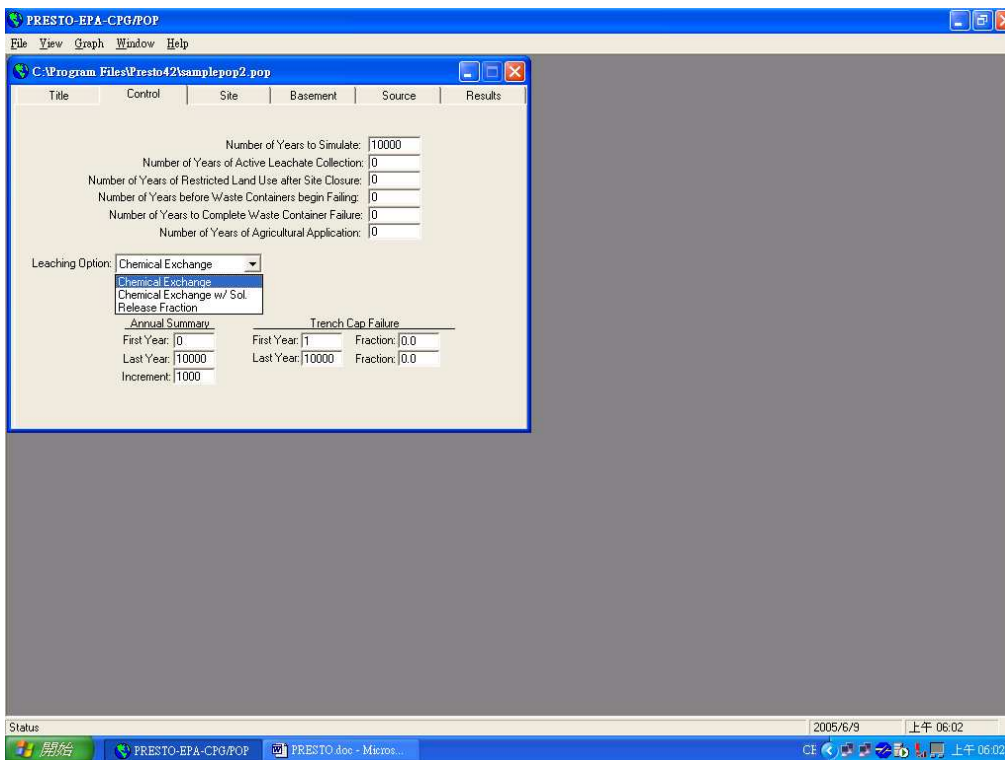 PRESTO-EPA-CPG/POP
File View Graph Window Help
C:\Program Files\Presto42\samplepop2.pop
Title Control Site Basement Source Results
Number of Years to Simulate: 10000
Number of Years of Active Leachate Collection: 0
Number of Years of Restricted Land Use after Site Closure: 0
Number of Years before Waste Containers begin Failing: 0
Number of Years to Complete Waste Container Failure: 0
Number of Years of Agricultural Application: 0
Leaching Option: Chemical Exchange
Chemical Exchange
Chemical Exchange w/ Sol.
Release Fraction
Annual Summary Trench Cap Failure
First Year: 0 First Year: 1 Fraction: 0.0
Last Year: 10000 Last Year: 10000 Fraction: 0.0
Increment: 1000
Status 2005/6/9 上午 06:02
開始 PRESTO-EPA-CPG/POP PRESTO.doc - Micros... CH 上午 06:02